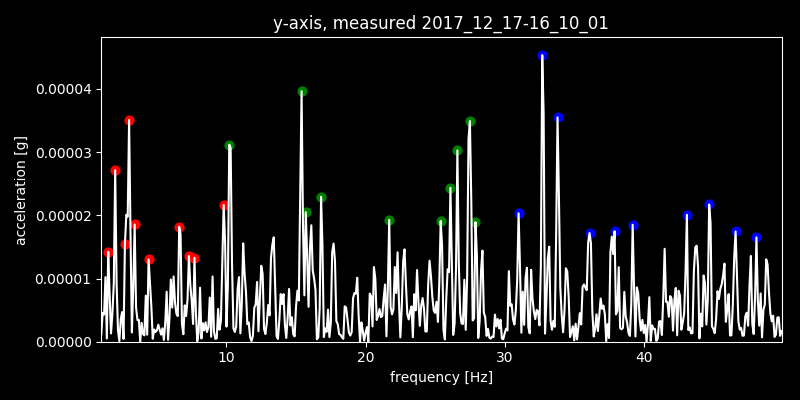 y-axis, measured 2017_12_17-16_10_01
0.00004
0.00003
0.00002
0.00001
0.00000
acceleration [g]
10 20 30 40
frequency [Hz]